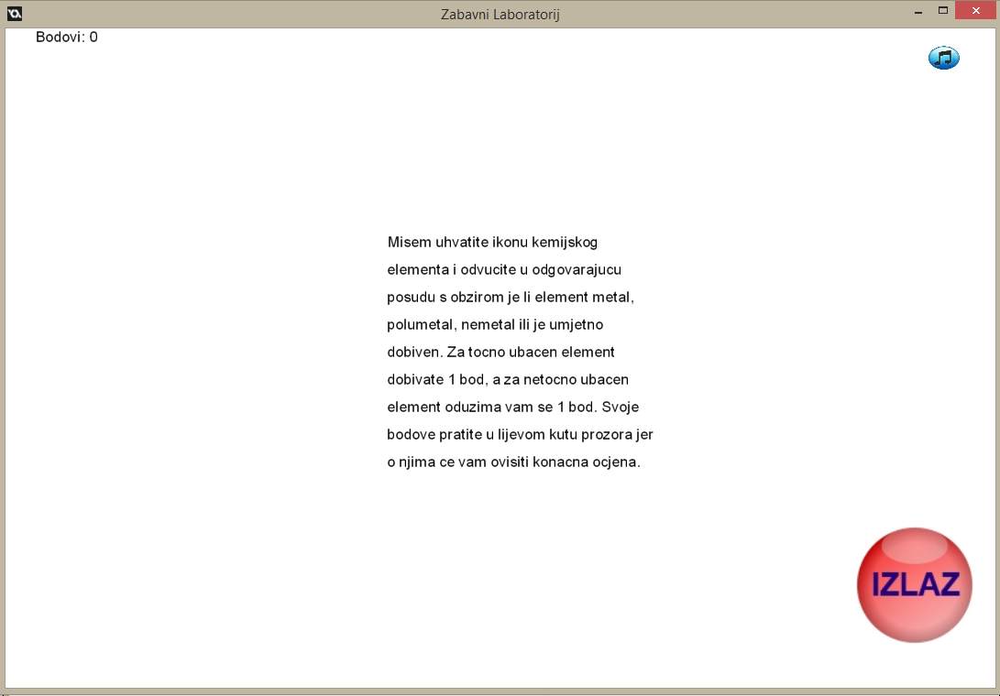 Zabavni Laboratorij
Bodovi: 0
Misem uhvatite ikonu kemijskog
elementa i odvucite u odgovarajucu
posudu s obzirom je li element metal,
polumetal, nemetal ili je umjetno
dobiven. Za tocno ubacen element
dobivate 1 bod, a za netocno ubacen
element oduzima vam se 1 bod. Svoje
bodove pratite u lijevom kutu prozora jer
o njima ce vam ovisiti konacna ocjena.
IZLAZ